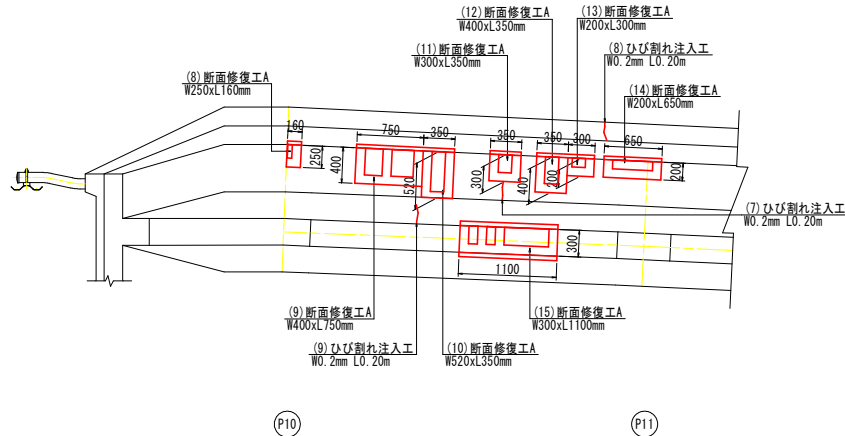 (12)断面修復工A
W400xL350mm
(13)断面修復工A
W200xL300mm
(11)断面修復工A
W300xL350mm
(8)ひび割れ注入工
W0.2mm L0.20m
(8)断面修復工A
W250xL160mm
(14)断面修復工A
W200xL650mm
160
750
350
350
350
300
650
250
400
520
300
400
200
200
(7)ひび割れ注入工
W0.2mm L0.20m
300
1100
(9)断面修復工A
W400xL750mm
(15)断面修復工A
W300xL1100mm
(9)ひび割れ注入工
W0.2mm L0.20m
(10)断面修復工A
W520xL350mm
P10
P11